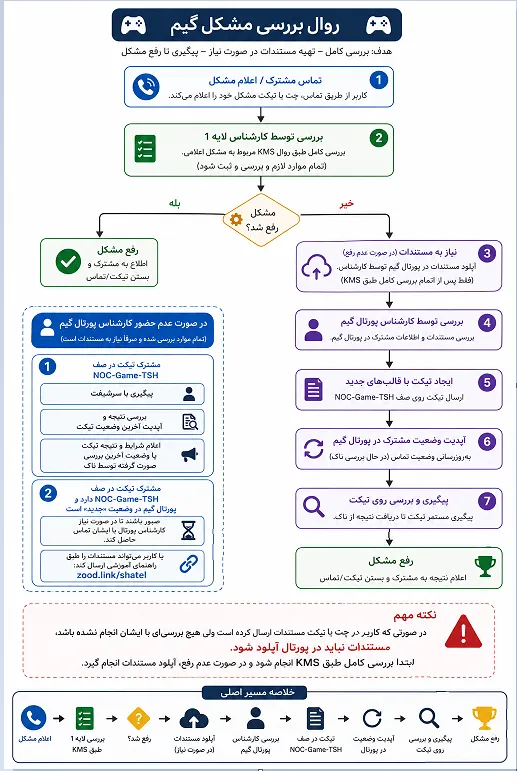 روال بررسی مشکل گیم
هدف: بررسی کامل – تهیه مستندات در صورت نیاز – پیگیری تا رفع مشکل
1
تماس مشترک / اعلام مشکل
کاربر از طریق تماس، چت یا تیکت مشکل خود را اعلام می‌کند.
2
بررسی توسط کارشناس لایه 1
بررسی کامل طبق روال KMS مربوط به مشکل اعلامی.
(تمام موارد لازم و بررسی و ثبت شود)
مشکل
رفع شد؟
بله
خیر
رفع مشکل
اطلاع به مشترک و
بستن تیکت/تماس
3
نیاز به مستندات (در صورت عدم رفع)
آپلود مستندات در پورتال گیم توسط کارشناس.
(فقط پس از اتمام بررسی کامل طبق KMS)
4
بررسی توسط کارشناس پورتال گیم
بررسی مستندات و اطلاعات مشترک در پورتال گیم.
5
ایجاد تیکت با قالب‌های جدید
ارسال تیکت روی صف NOC-Game-TSH
6
آپدیت وضعیت مشترک در پورتال گیم
به‌روزرسانی وضعیت تماس (در حال بررسی ناک)
7
پیگیری و بررسی روی تیکت
پیگیری مستمر تیکت تا دریافت نتیجه از ناک.
رفع مشکل
اعلام نتیجه به مشترک و بستن تیکت/تماس
در صورت عدم حضور کارشناس پورتال گیم
(تمام موارد بررسی شده و صرفاً نیاز به مستندات است)
1
مشترک تیکت در صف
NOC-Game-TSH
پیگیری با سرشیفت
بررسی نتیجه و
آپدیت آخرین وضعیت تیکت
اعلام شرایط و نتیجه تیکت
یا وضعیت آخرین بررسی
صورت گرفته توسط ناک
2
مشترک تیکت در صف
NOC-Game-TSH دارد و
پورتال گیم در وضعیت «جدید» است
صبور باشند تا در صورت نیاز
کارشناس پورتال با ایشان تماس
حاصل کند.
یا کاربر می‌تواند مستندات را طبق
راهنمای آموزشی ارسال کند:
zood.link/shatel
نکته مهم
در صورتی که کاربر در چت یا تیکت مستندات ارسال کرده است ولی هیچ بررسی‌ای با ایشان انجام نشده باشد،
مستندات نباید در پورتال آپلود شود.
ابتدا بررسی کامل طبق KMS انجام شود و در صورت عدم رفع، آپلود مستندات انجام گیرد.
خلاصه مسیر اصلی
اعلام مشکل
بررسی لایه 1
طبق KMS
رفع شد؟
آپلود مستندات
(در صورت نیاز)
بررسی کارشناس
پورتال گیم
تیکت در صف
NOC-Game-TSH
آپدیت وضعیت
در پورتال
پیگیری و بررسی
روی تیکت
رفع مشکل